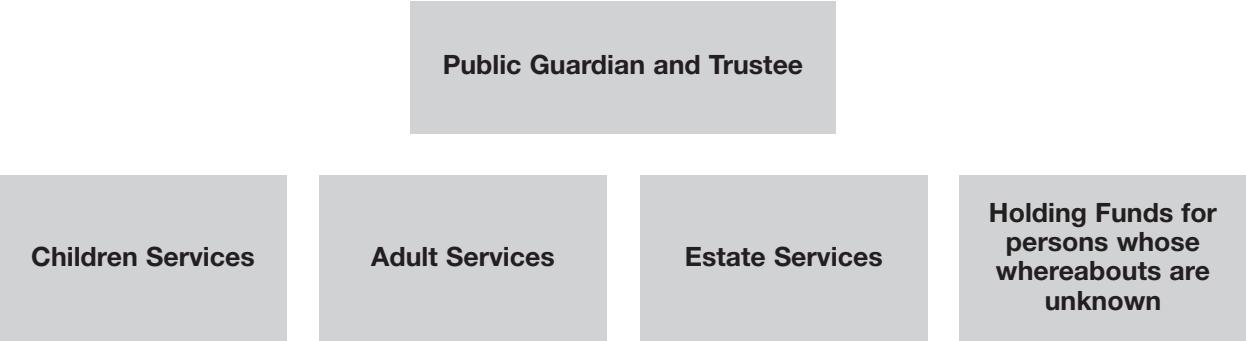 Public Guardian and Trustee
Children Services
Adult Services
Estate Services
Holding Funds for
persons whose
whereabouts are
unknown